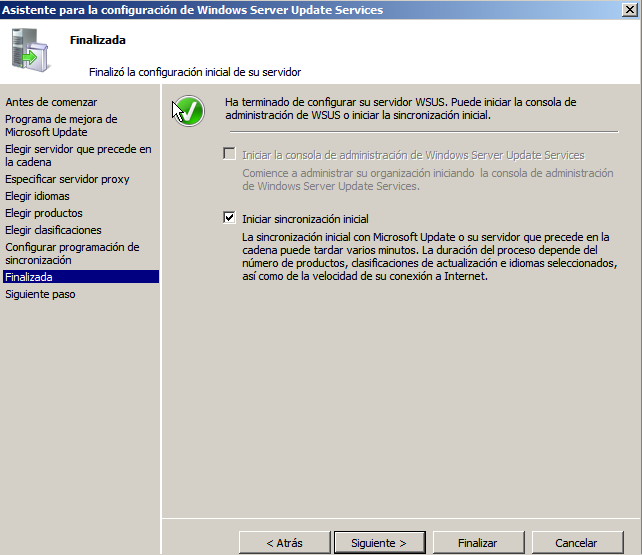 Asistente para la configuración de Windows Server Update Services
Finalizada
Finalizó la configuración inicial de su servidor
Antes de comenzar
Programa de mejora de
Microsoft Update
Elegir servidor que precede en
la cadena
Especificar servidor proxy
Elegir idiomas
Elegir productos
Elegir clasificaciones
Configurar programación de
sincronización
Finalizada
Siguiente paso
Ha terminado de configurar su servidor WSUS. Puede iniciar la consola de
administración de WSUS o iniciar la sincronización inicial.
Iniciar la consola de administración de Windows Server Update Services
Comience a administrar su organización iniciando la consola de administración
de Windows Server Update Services.
Iniciar sincronización inicial
La sincronización inicial con Microsoft Update o su servidor que precede en la
cadena puede tardar varios minutos. La duración del proceso depende del
número de productos, clasificaciones de actualización e idiomas seleccionados,
así como de la velocidad de su conexión a Internet.
< Atrás
Siguiente >
Finalizar
Cancelar